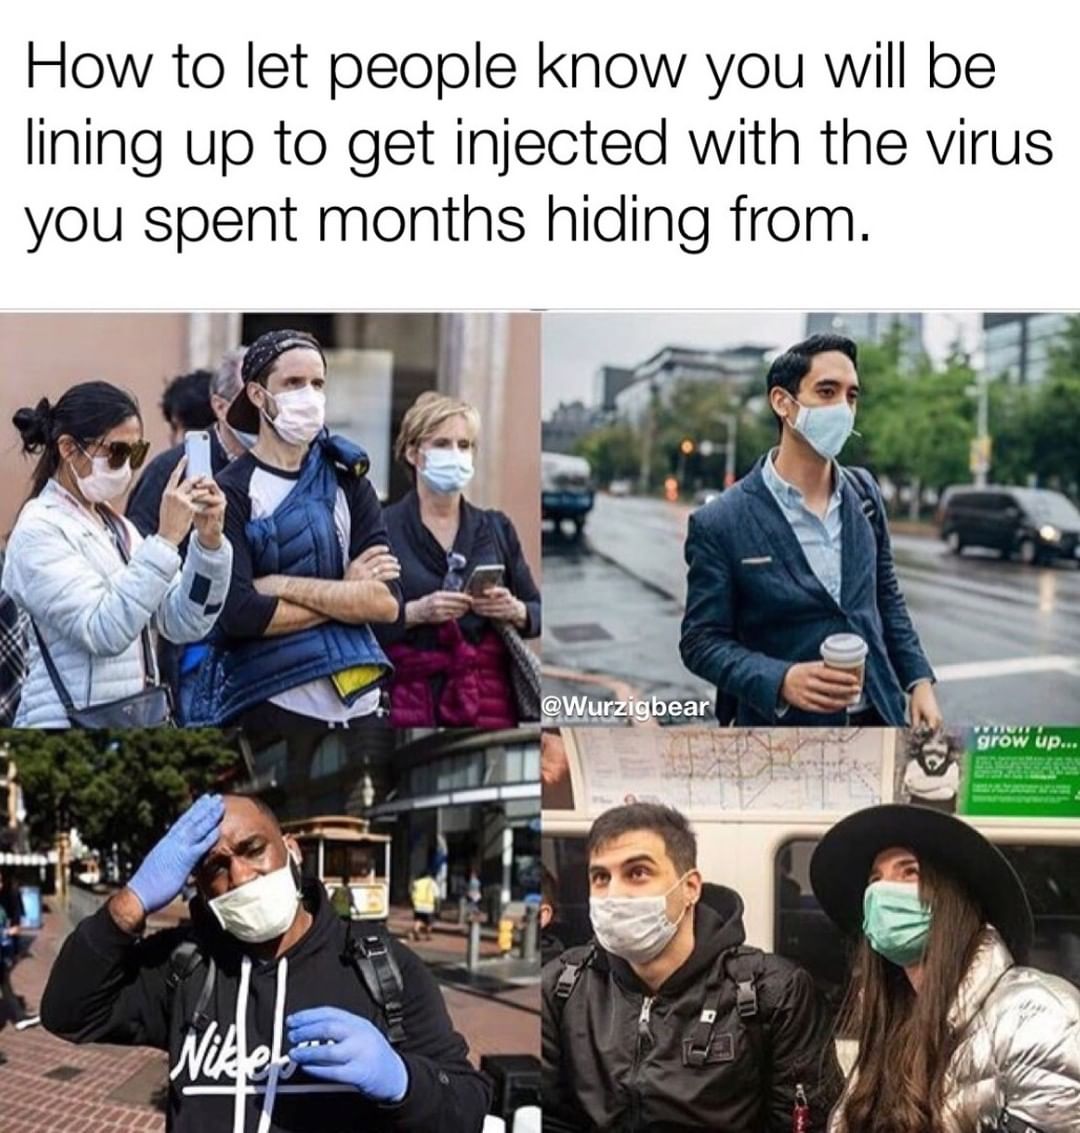 How to let people know you will be
lining up to get injected with the virus
you spent months hiding from.
@Wurzigbear
grow up...
Nike